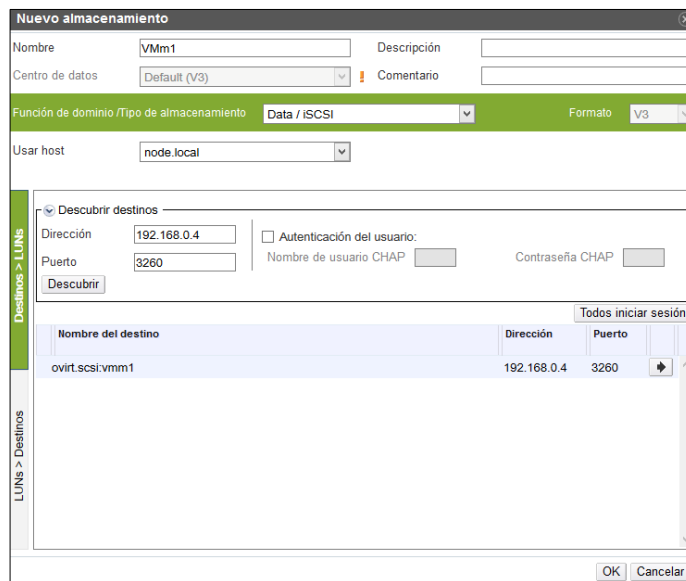 Nuevo almacenamiento
Nombre VMm1 Descripción
Centro de datos Default (V3) ! Comentario
Función de dominio /Tipo de almacenamiento Data / iSCSI Formato V3
Usar host node.local
Destinos > LUNs
LUNs > Destinos
Descubrir destinos
Dirección 192.168.0.4 Autenticación del usuario:
Puerto 3260 Nombre de usuario CHAP Contraseña CHAP
Descubrir
Todos iniciar sesión
Nombre del destino Dirección Puerto
ovirt.scsi:vmm1 192.168.0.4 3260
OK Cancelar